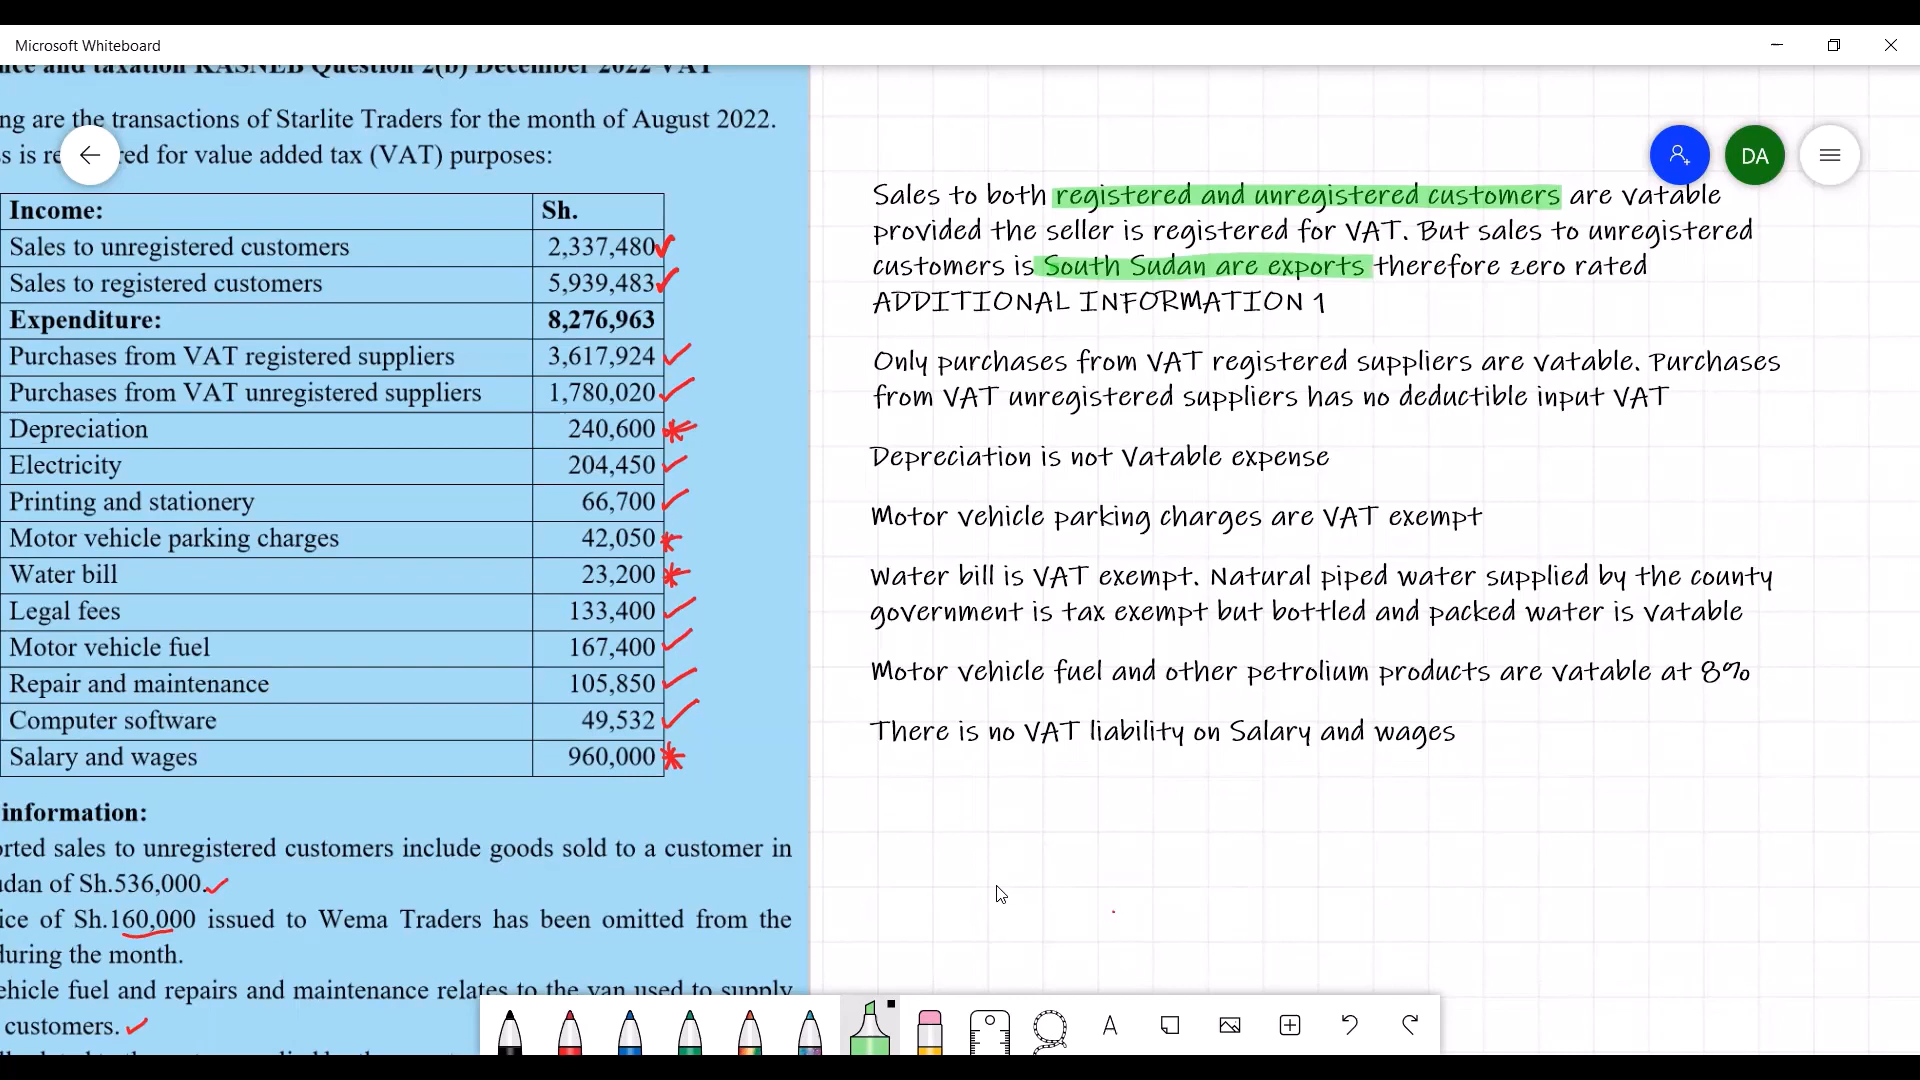 Microsoft Whiteboard
nce and taxation KASNEB Question 2(b) December 2022 VAT
ng are the transactions of Starlite Traders for the month of August 2022.
s is re red for value added tax (VAT) purposes:
Income: Sh.
Sales to unregistered customers 2,337,480
Sales to registered customers 5,939,483
Expenditure: 8,276,963
Purchases from VAT registered suppliers 3,617,924
Purchases from VAT unregistered suppliers 1,780,020
Depreciation 240,600
Electricity 204,450
Printing and stationery 66,700
Motor vehicle parking charges 42,050
Water bill 23,200
Legal fees 133,400
Motor vehicle fuel 167,400
Repair and maintenance 105,850
Computer software 49,532
Salary and wages 960,000
information:
orted sales to unregistered customers include goods sold to a customer in
udan of Sh.536,000.
ice of Sh.160,000 issued to Wema Traders has been omitted from the
during the month.
ehicle fuel and repairs and maintenance relates to the van used to supply
customers.
DA
Sales to both registered and unregistered customers are vatable
provided the seller is registered for VAT. But sales to unregistered
customers is South Sudan are exports therefore zero rated
ADDITIONAL INFORMATION 1
Only purchases from VAT registered suppliers are vatable. Purchases
from VAT unregistered suppliers has no deductible input VAT
Depreciation is not Vatable expense
Motor vehicle parking charges are VAT exempt
Water bill is VAT exempt. Natural piped water supplied by the county
government is tax exempt but bottled and packed water is vatable
Motor vehicle fuel and other petrolium products are vatable at 8%
There is no VAT liability on Salary and wages